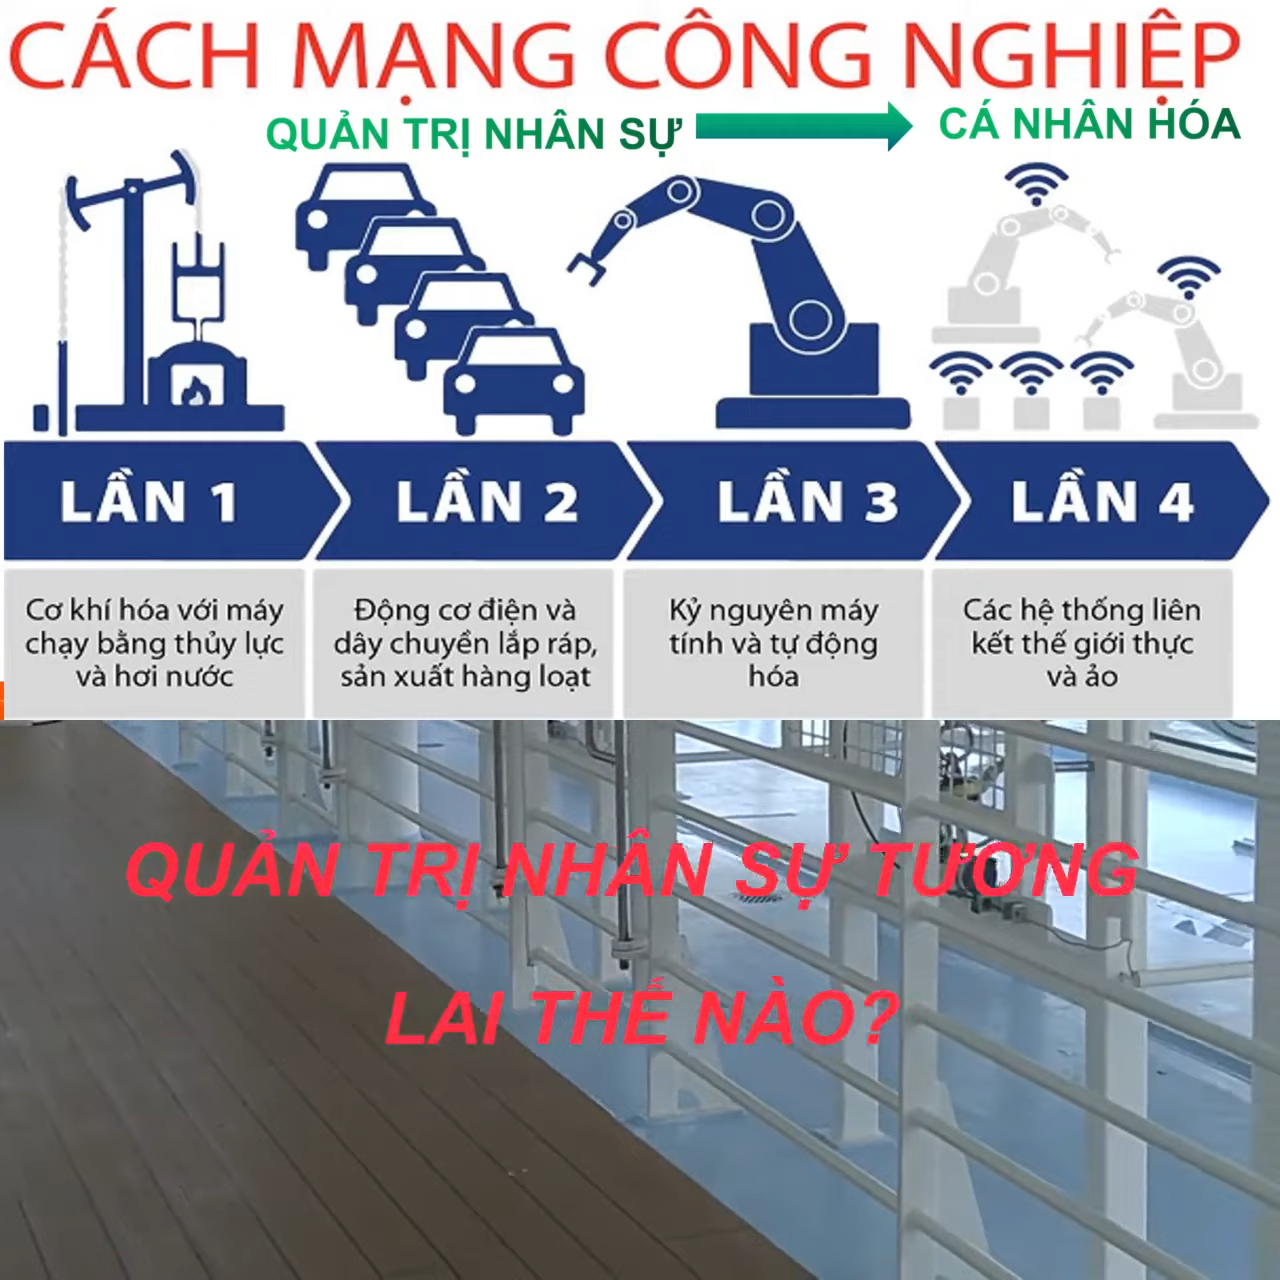 CÁCH MẠNG CÔNG NGHIỆP
QUẢN TRỊ NHÂN SỰ
CÁ NHÂN HÓA
LẦN 1
LẦN 2
LẦN 3
LẦN 4
Cơ khí hóa với máy
chạy bằng thủy lực
và hơi nước
Động cơ điện và
dây chuyền lắp ráp,
sản xuất hàng loạt
Kỷ nguyên máy
tính và tự động
hóa
Các hệ thống liên
kết thế giới thực
và ảo
QUẢN TRỊ NHÂN SỰ TƯƠNG
LAI THẾ NÀO?